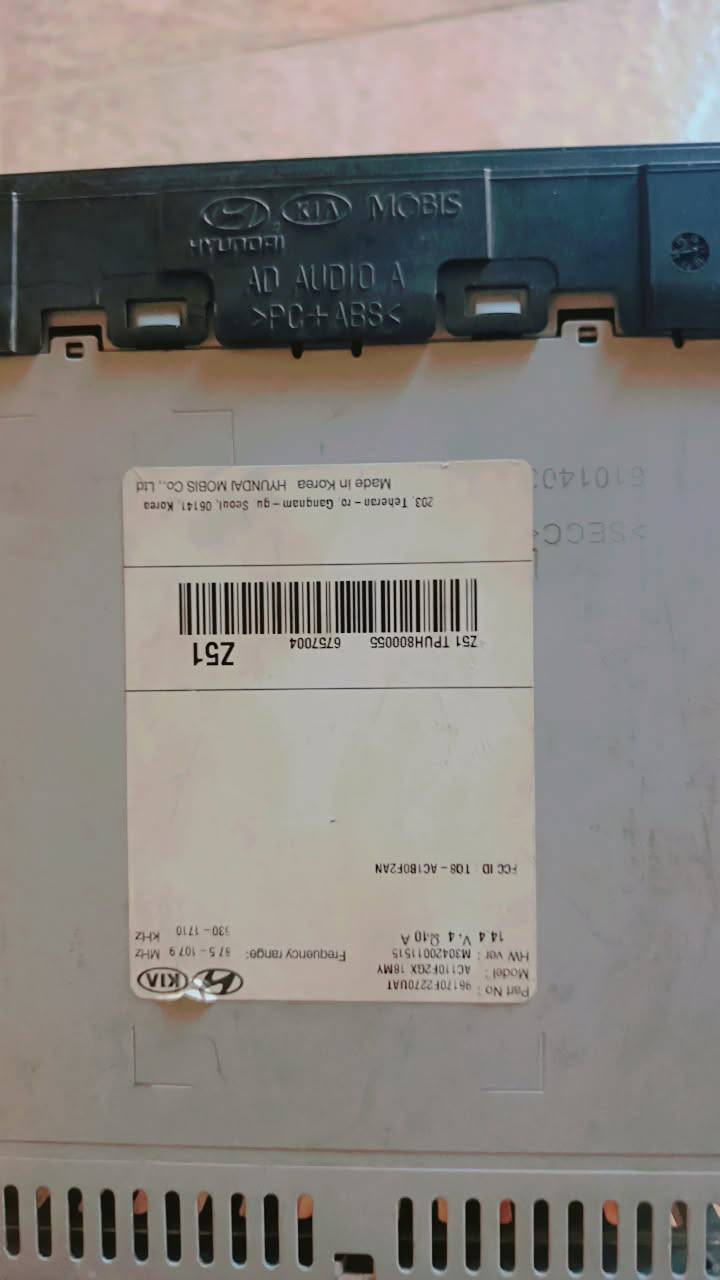 HYUNDAI KIA MOBIS
AD AUDIO A
>PC+ABS<
>SECC<
Part No : 96170F2270UAT
Model : AC110F2GX 18MY
HW ver : M30420011515
14.4 V, 4 Ω,10 A
HYUNDAI KIA
Frequency range: 87.5 - 107.9 MHz
530 - 1710 KHz
FCC ID : TQ8-AC1B0F2AN
Z51 TPUH800055 6757004 Z51
203, Teheran-ro, Gangnam-gu Seoul, 06141, Korea
Made in Korea HYUNDAI MOBIS Co., Ltd